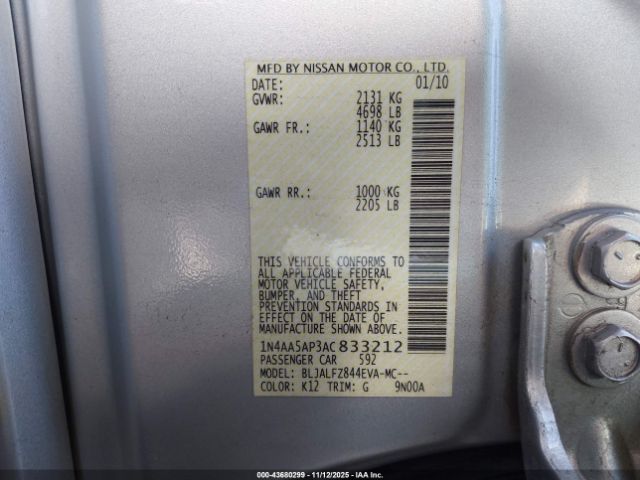 MFD BY NISSAN MOTOR CO., LTD.
DATE: 01/10
GVWR: 2131 KG
4698 LB
GAWR FR.: 1140 KG
2513 LB
GAWR RR.: 1000 KG
2205 LB
THIS VEHICLE CONFORMS TO
ALL APPLICABLE FEDERAL
MOTOR VEHICLE SAFETY,
BUMPER, AND THEFT
PREVENTION STANDARDS IN
EFFECT ON THE DATE OF
MANUFACTURE SHOWN ABOVE.
1N4AA5AP3AC833212
PASSENGER CAR 592
MODEL: BLJALFZ844EVA-MC--
COLOR: K12 TRIM: G 9N00A
000-43680299 - 11/12/2025 - IAAI.com